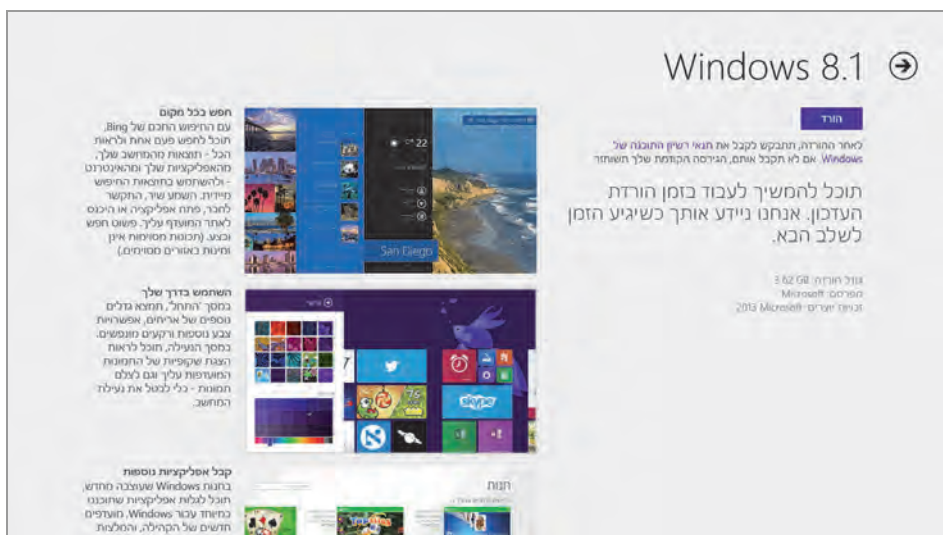 Windows 8.1
הורד
לאחר ההורדה, תתבקש לקבל את תנאי רשיון התוכנה של
Windows. אם לא תקבל אותם, הגירסה הקודמת שלך תשוחזר
תוכל להמשיך לעבוד בזמן הורדת
העדכון. אנחנו ניידע אותך כשיגיע הזמן
לשלב הבא.
גודל הורדה: 3.62 GB
מפרסם: Microsoft
זכויות יוצרים: Microsoft 2013
22
San Diego
חפש בכל מקום
עם החיפוש החכם של Bing,
תוכל לחפש פעם אחת ולראות
הכל - תוצאות מהמחשב שלך,
מהאפליקציות שלך ומהאינטרנט
- ולהשתמש בתוצאות החיפוש
מיידית. השמע שיר, התקשר
לחבר, פתח אפליקציה או היכנס
לאתר המועדף עליך. פשוט חפש
ובצע. (תכונות מסוימות אינן
זמינות באזורים מסוימים.)
skype
השתמש בדרך שלך
במסך 'התחל', תמצא גדלים
נוספים של אריחים, אפשרויות
צבע נוספות ורקעים מונפשים.
במסך הנעילה, תוכל לראות
הצגת שקופיות של התמונות
המועדפות עליך וגם לצלם
תמונות - בלי לבטל את נעילת
המחשב.
חנות
קבל אפליקציות נוספות
בחנות Windows שעוצבה מחדש,
תוכל לגלות אפליקציות שתוכננו
במיוחד עבור Windows, מועדפים
חדשים של הקהילה, והמלצות